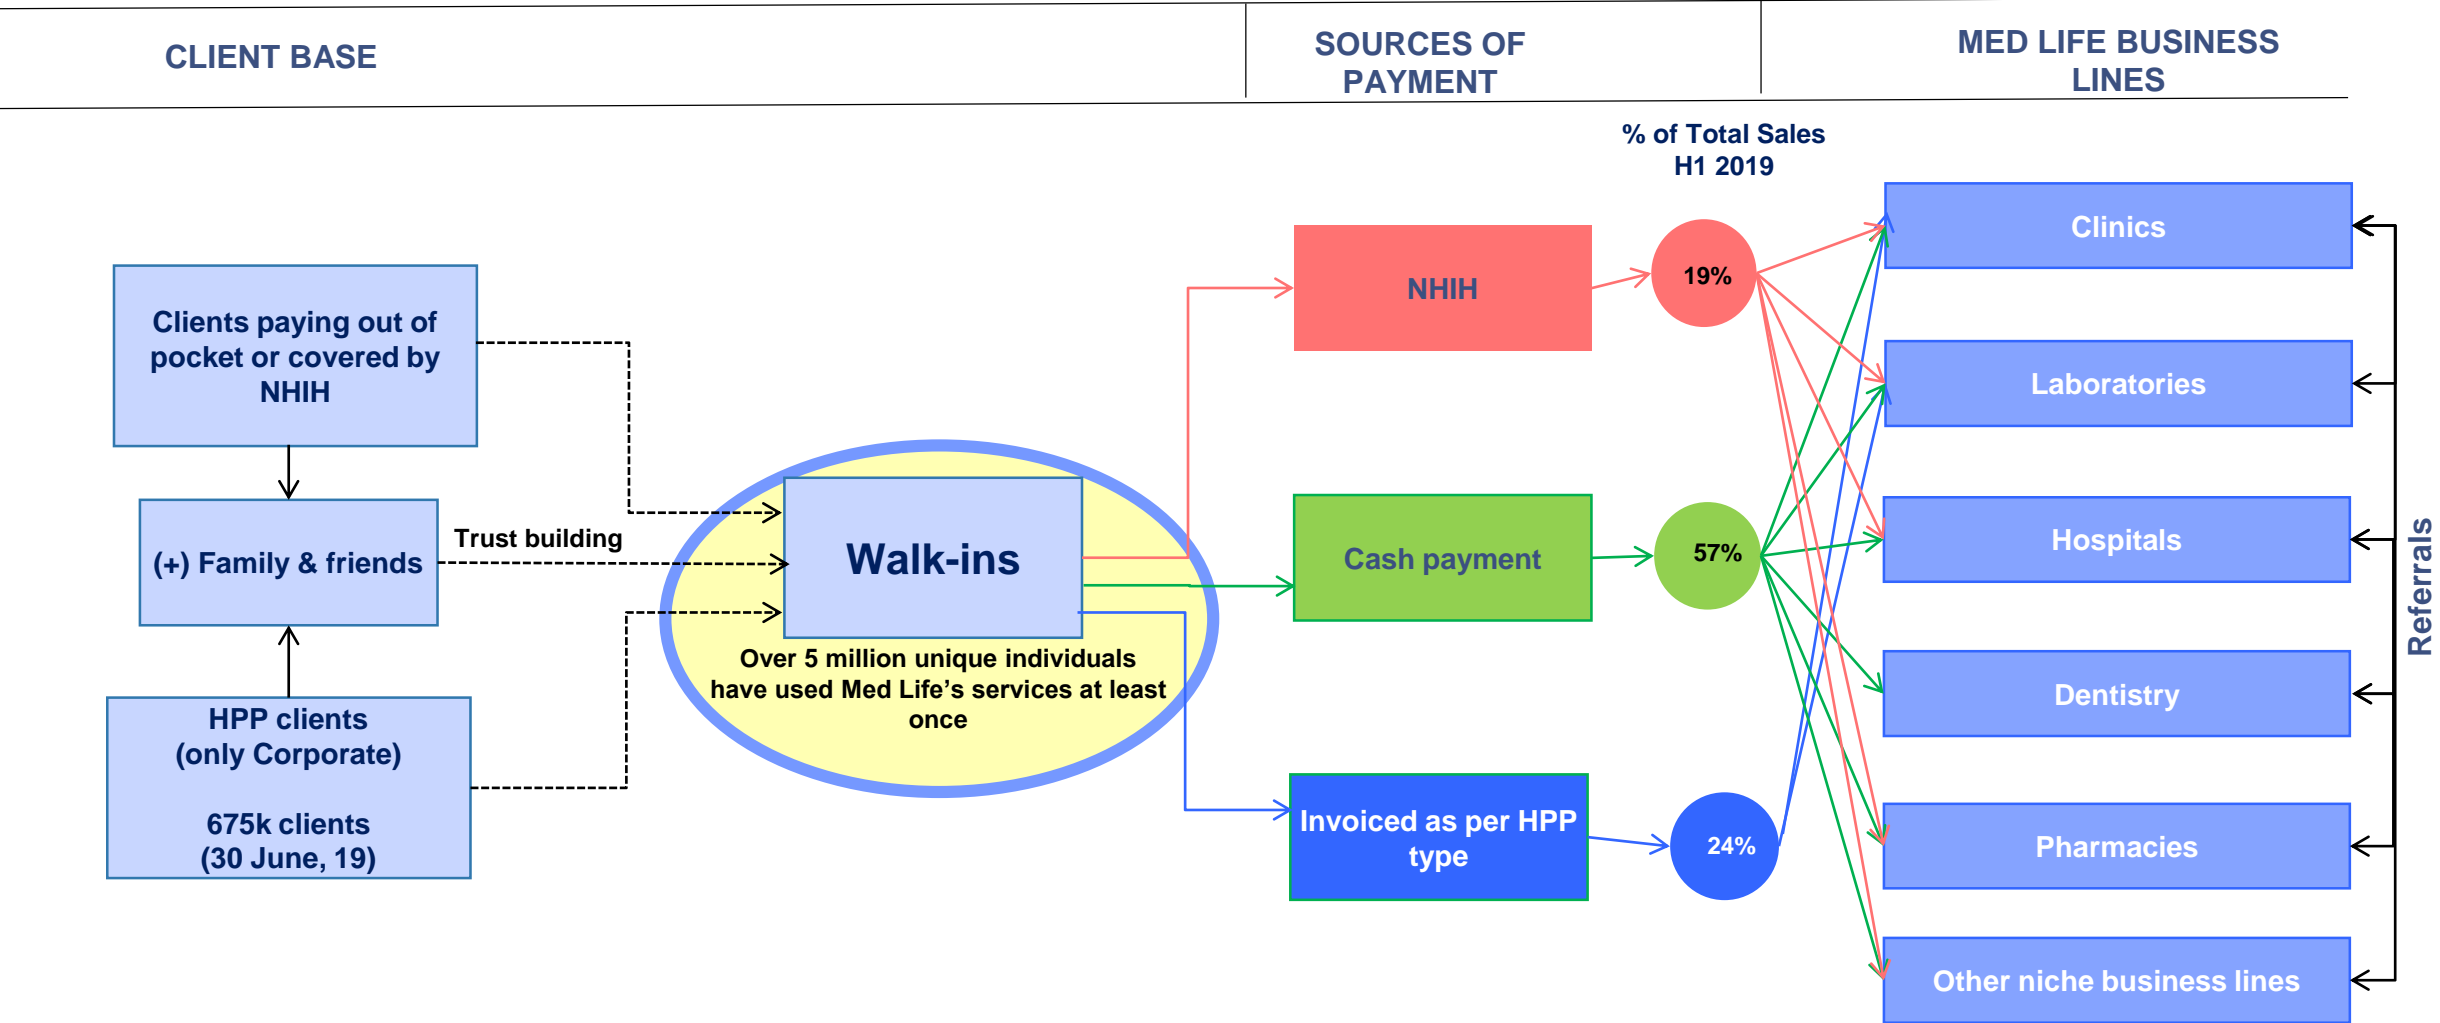 CLIENT BASE
SOURCES OF
PAYMENT
MED LIFE BUSINESS
LINES
% of Total Sales
H1 2019
Clients paying out of
pocket or covered by
NHIH
(+) Family & friends
Trust building
HPP clients
(only Corporate)
675k clients
(30 June, 19)
Walk-ins
Over 5 million unique individuals
have used Med Life’s services at least
once
NHIH
19%
Cash payment
57%
Invoiced as per HPP
type
24%
Clinics
Laboratories
Hospitals
Dentistry
Pharmacies
Other niche business lines
Referrals